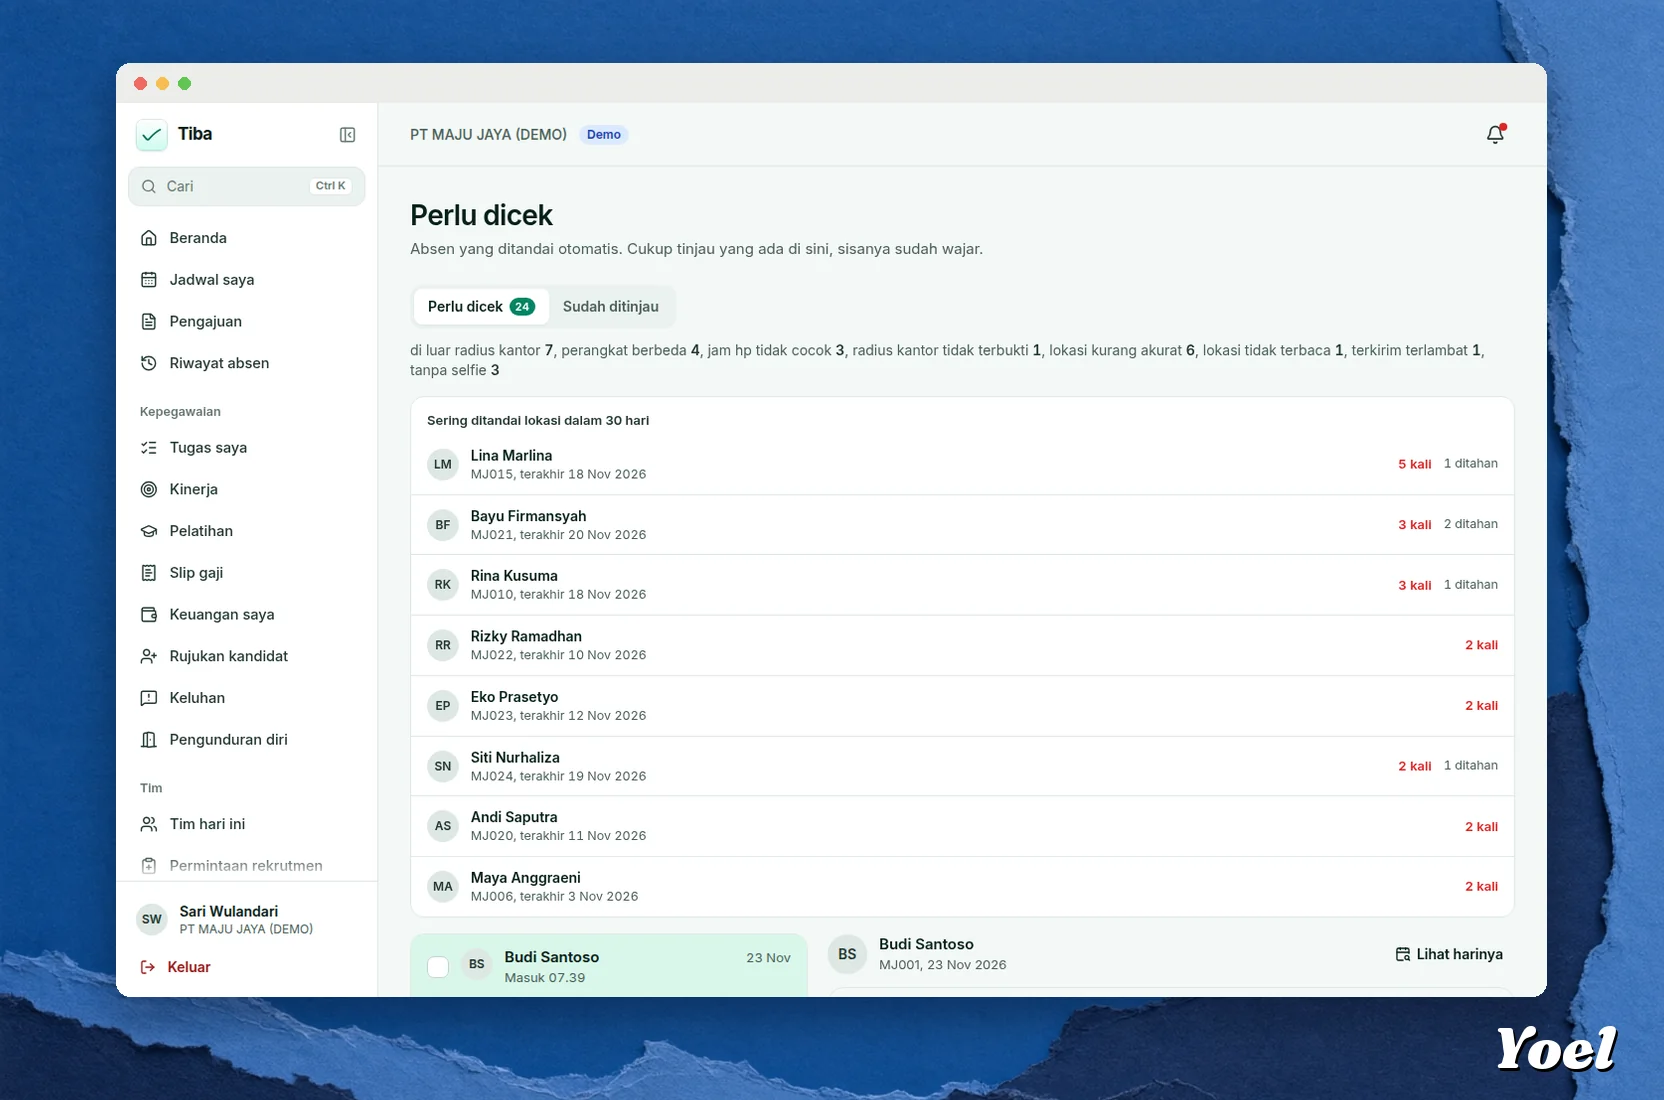 Tiba
Cari
Ctrl K
Beranda
Jadwal saya
Pengajuan
Riwayat absen
Kepegawaian
Tugas saya
Kinerja
Pelatihan
Slip gaji
Keuangan saya
Rujukan kandidat
Keluhan
Pengunduran diri
Tim
Tim hari ini
Permintaan rekrutmen
SW
Sari Wulandari
PT MAJU JAYA (DEMO)
Keluar
PT MAJU JAYA (DEMO)
Demo
Perlu dicek
Absen yang ditandai otomatis. Cukup tinjau yang ada di sini, sisanya sudah wajar.
Perlu dicek 24
Sudah ditinjau
di luar radius kantor 7, perangkat berbeda 4, jam hp tidak cocok 3, radius kantor tidak terbukti 1, lokasi kurang akurat 6, lokasi tidak terbaca 1, terkirim terlambat 1,
tanpa selfie 3
Sering ditandai lokasi dalam 30 hari
LM
Lina Marlina
MJ015, terakhir 18 Nov 2026
5 kali
1 ditahan
BF
Bayu Firmansyah
MJ021, terakhir 20 Nov 2026
3 kali
2 ditahan
RK
Rina Kusuma
MJ010, terakhir 18 Nov 2026
3 kali
1 ditahan
RR
Rizky Ramadhan
MJ022, terakhir 10 Nov 2026
2 kali
EP
Eko Prasetyo
MJ023, terakhir 12 Nov 2026
2 kali
SN
Siti Nurhaliza
MJ024, terakhir 19 Nov 2026
2 kali
1 ditahan
AS
Andi Saputra
MJ020, terakhir 11 Nov 2026
2 kali
MA
Maya Anggraeni
MJ006, terakhir 3 Nov 2026
2 kali
BS
Budi Santoso
23 Nov
Masuk 07.39
BS
Budi Santoso
MJ001, 23 Nov 2026
Lihat harinya
Yoel